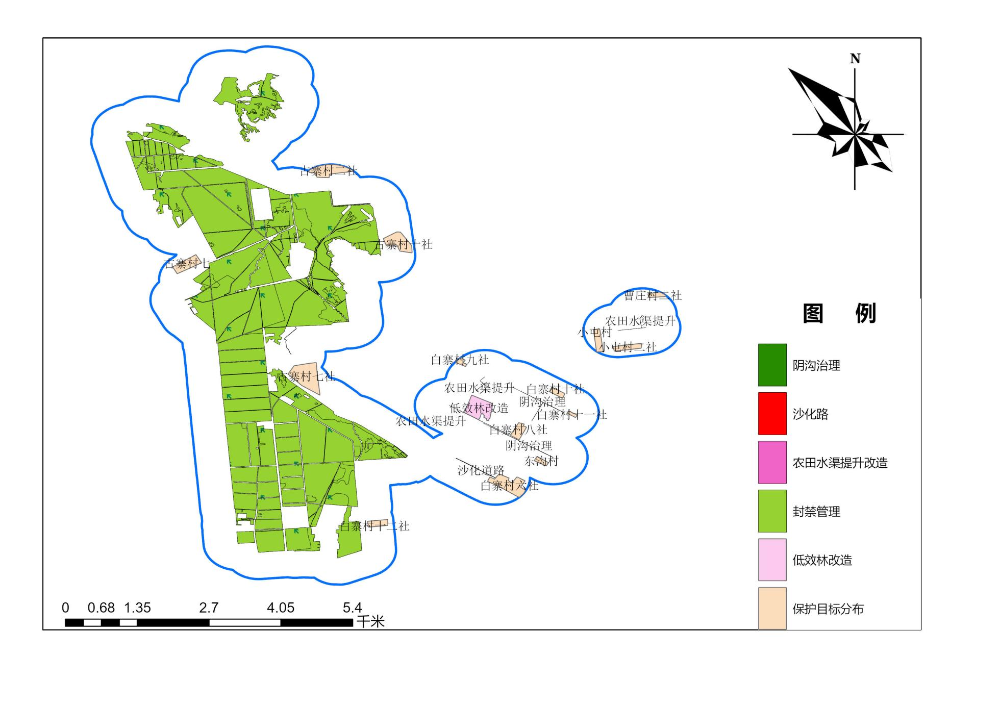 N
古寨村二社
古寨村十社
古寨村七
曹庄村二社
农田水渠提升
小屯村
小屯村二社
白寨村九社
古寨村七社
农田水渠提升
白寨村十社
阴沟治理
低效林改造
白寨村十一社
农田水渠提升
白寨村八社
阴沟治理
东沟村
沙化道路
白寨村六社
白寨村十二社
图 例
阴沟治理
沙化路
农田水渠提升改造
封禁管理
低效林改造
保护目标分布
0 0.68 1.35 2.7 4.05 5.4
千米